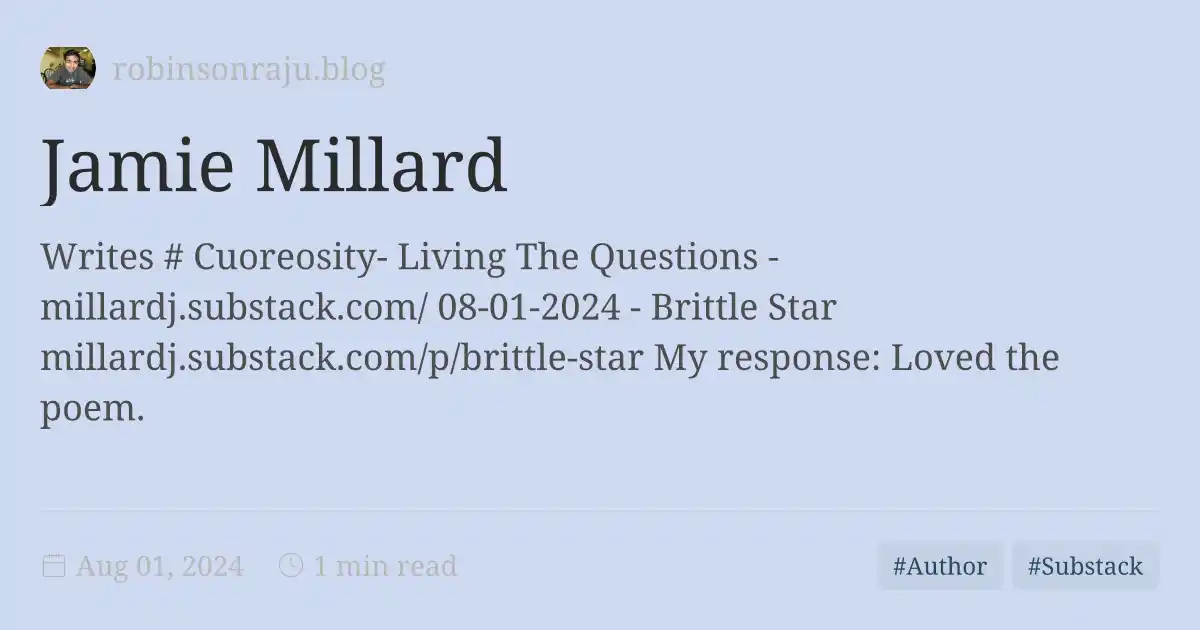 robinsonraju.blog
Jamie Millard
Writes # Cuoreosity- Living The Questions -
millardj.substack.com/ 08-01-2024 - Brittle Star
millardj.substack.com/p/brittle-star My response: Loved the
poem.
Aug 01, 2024 1 min read #Author #Substack